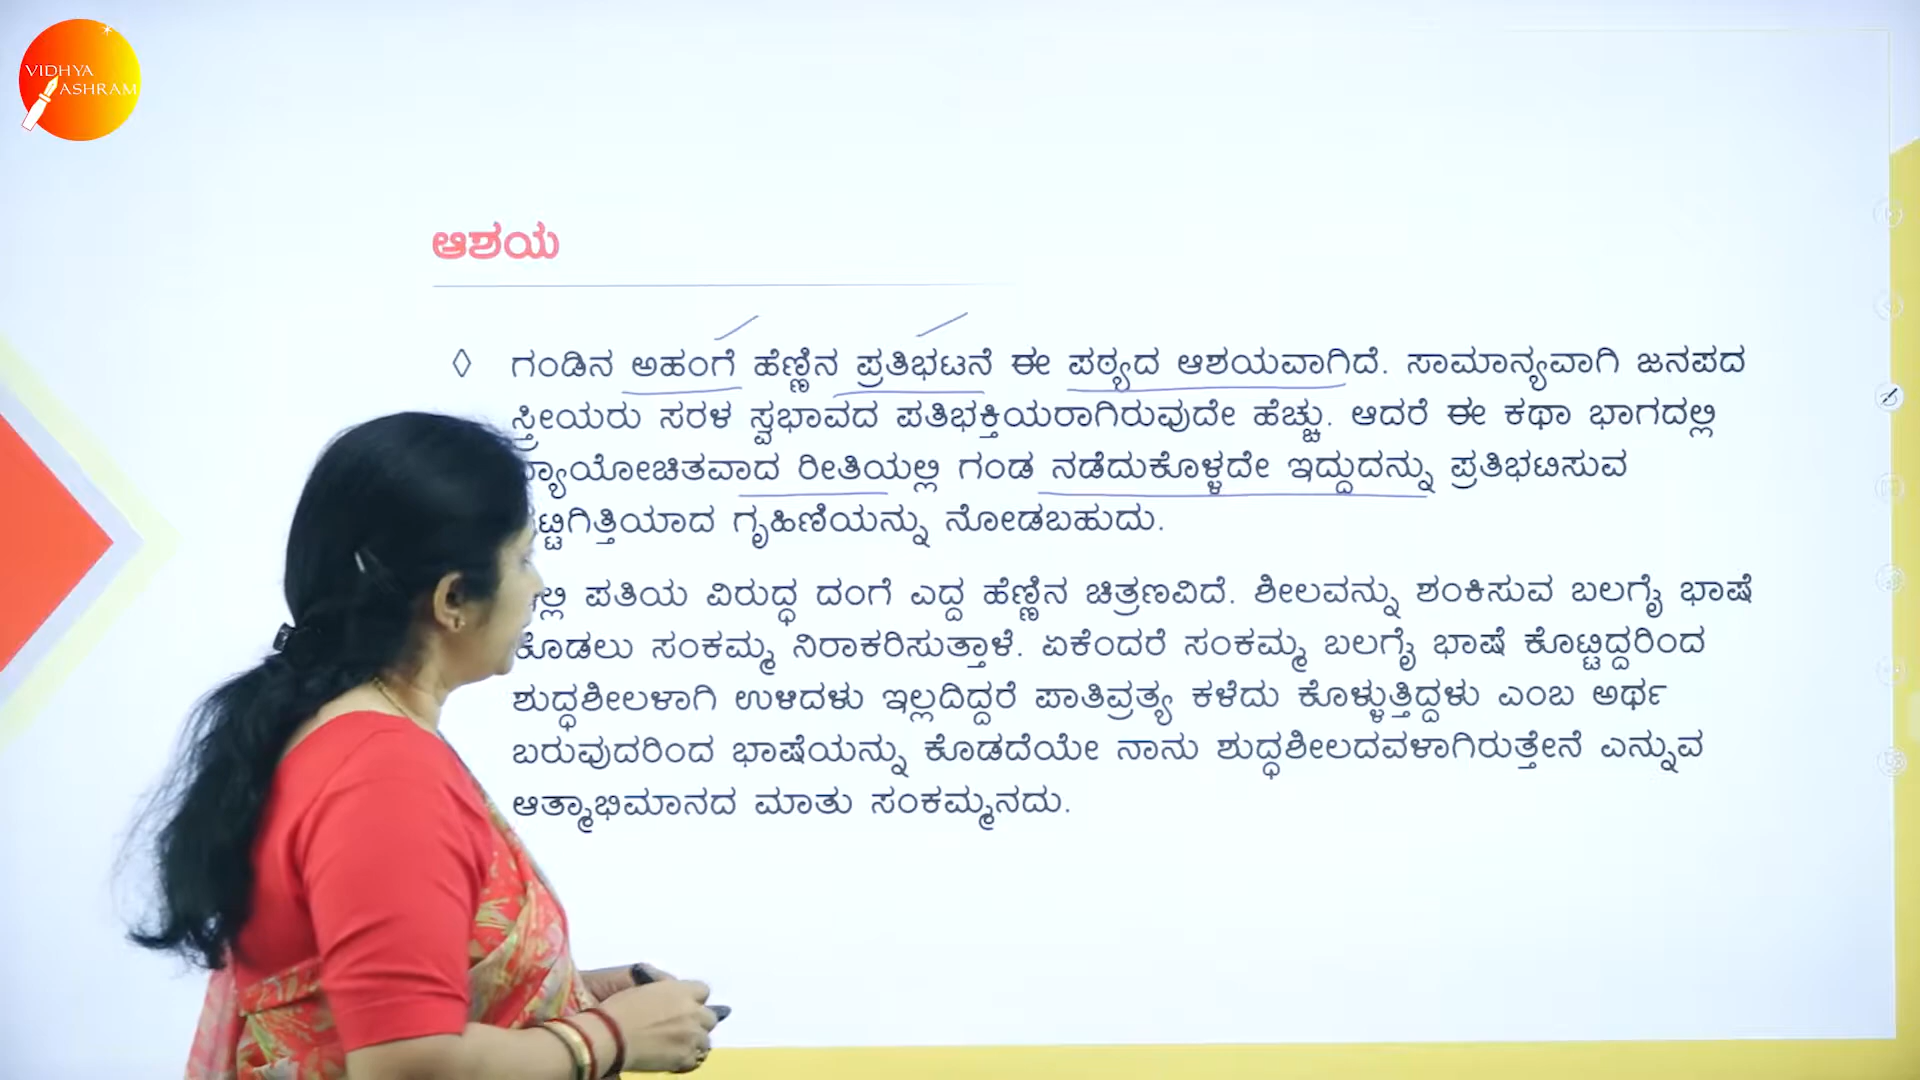 VIDHYA
ASHRAM
ಆಶಯ
ಗಂಡಿನ ಅಹಂಗೆ ಹೆಣ್ಣಿನ ಪ್ರತಿಭಟನೆ ಈ ಪಠ್ಯದ ಆಶಯವಾಗಿದೆ. ಸಾಮಾನ್ಯವಾಗಿ ಜನಪದ
ಸ್ತ್ರೀಯರು ಸರಳ ಸ್ವಭಾವದ ಪತಿಭಕ್ತಿಯರಾಗಿರುವುದೇ ಹೆಚ್ಚು. ಆದರೆ ಈ ಕಥಾ ಭಾಗದಲ್ಲಿ
ರೀತಿಯಲ್ಲಿ ಗಂಡ ನಡೆದುಕೊಳ್ಳದೇ ಇದ್ದುದನ್ನು ಪ್ರತಿಭಟಿಸುವ
ಗೃಹಿಣಿಯನ್ನು ನೋಡಬಹುದು.
ಪತಿಯ ವಿರುದ್ಧ ದಂಗೆ ಎದ್ದ ಹೆಣ್ಣಿನ ಚಿತ್ರಣವಿದೆ. ಶೀಲವನ್ನು ಶಂಕಿಸುವ ಬಲಗೈ ಭಾಷೆ
ಕೊಡಲು ಸಂಕಮ್ಮ ನಿರಾಕರಿಸುತ್ತಾಳೆ. ಏಕೆಂದರೆ ಸಂಕಮ್ಮ ಬಲಗೈ ಭಾಷೆ ಕೊಟ್ಟಿದ್ದರಿಂದ
ಶುದ್ಧಶೀಲಳಾಗಿ ಉಳಿದಳು ಇಲ್ಲದಿದ್ದರೆ ಪಾತಿವ್ರತ್ಯ ಕಳೆದು ಕೊಳ್ಳುತ್ತಿದ್ದಳು ಎಂಬ ಅರ್ಥ
ಬರುವುದರಿಂದ ಭಾಷೆಯನ್ನು ಕೊಡದೆಯೇ ನಾನು ಶುದ್ಧಶೀಲದವಳಾಗಿರುತ್ತೇನೆ ಎನ್ನುವ
ಆತ್ಮಾಭಿಮಾನದ ಮಾತು ಸಂಕಮ್ಮನದು.